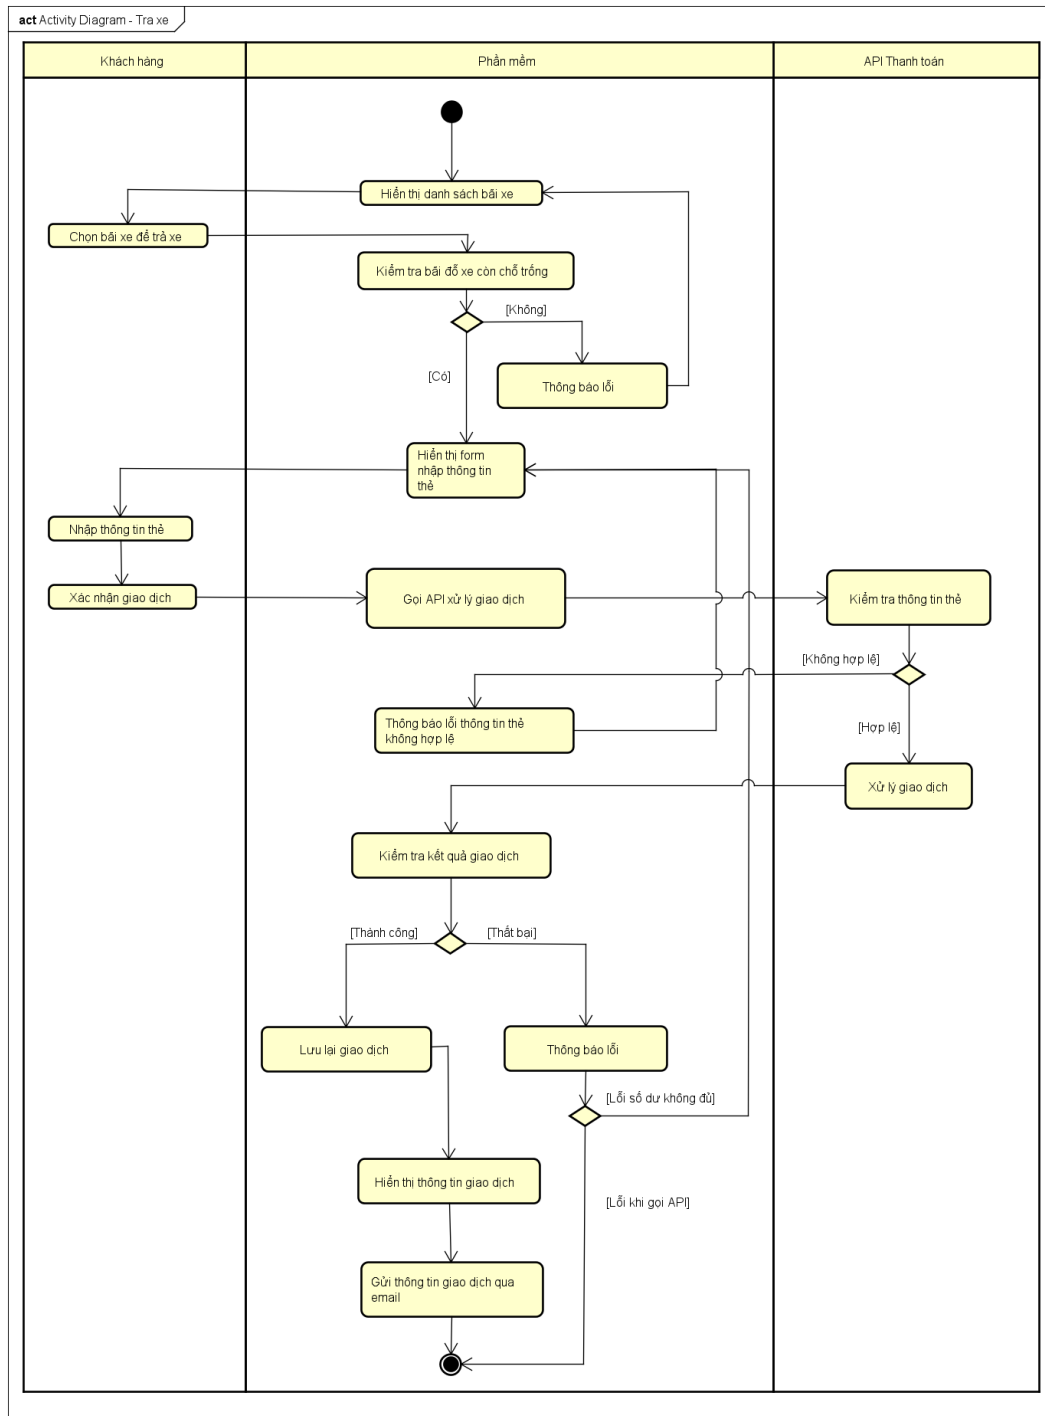 act Activity Diagram - Tra xe
Khách hàng
Phần mềm
API Thanh toán
Hiển thị danh sách bãi xe
Chọn bãi xe để trả xe
Kiểm tra bãi đỗ xe còn chỗ trống
[Không]
[Có]
Thông báo lỗi
Hiển thị form
nhập thông tin
thẻ
Nhập thông tin thẻ
Xác nhận giao dịch
Gọi API xử lý giao dịch
Kiểm tra thông tin thẻ
[Không hợp lệ]
Thông báo lỗi thông tin thẻ
không hợp lệ
[Hợp lệ]
Xử lý giao dịch
Kiểm tra kết quả giao dịch
[Thành công]
[Thất bại]
Lưu lại giao dịch
Thông báo lỗi
[Lỗi số dư không đủ]
Hiển thị thông tin giao dịch
[Lỗi khi gọi API]
Gửi thông tin giao dịch qua
email